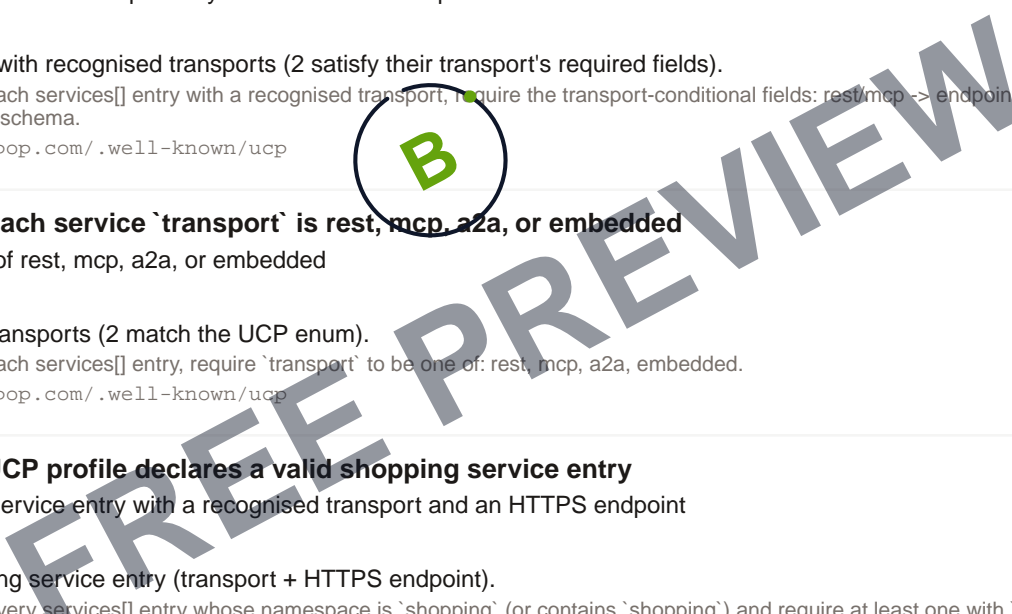 with recognised transports (2 satisfy their transport's required fields).
ach services[] entry with a recognised transport, require the transport-conditional fields: rest/mcp -> endpoin
schema.
pop.com/.well-known/ucp
B
ach service `transport` is rest, mcp, a2a, or embedded
of rest, mcp, a2a, or embedded
ansports (2 match the UCP enum).
ach services[] entry, require `transport` to be one of: rest, mcp, a2a, embedded.
pop.com/.well-known/ucp
FREE PREVIEW
UCP profile declares a valid shopping service entry
ervice entry with a recognised transport and an HTTPS endpoint
ng service entry (transport + HTTPS endpoint).
very services[] entry whose namespace is `shopping` (or contains `shopping`) and require at least one with `